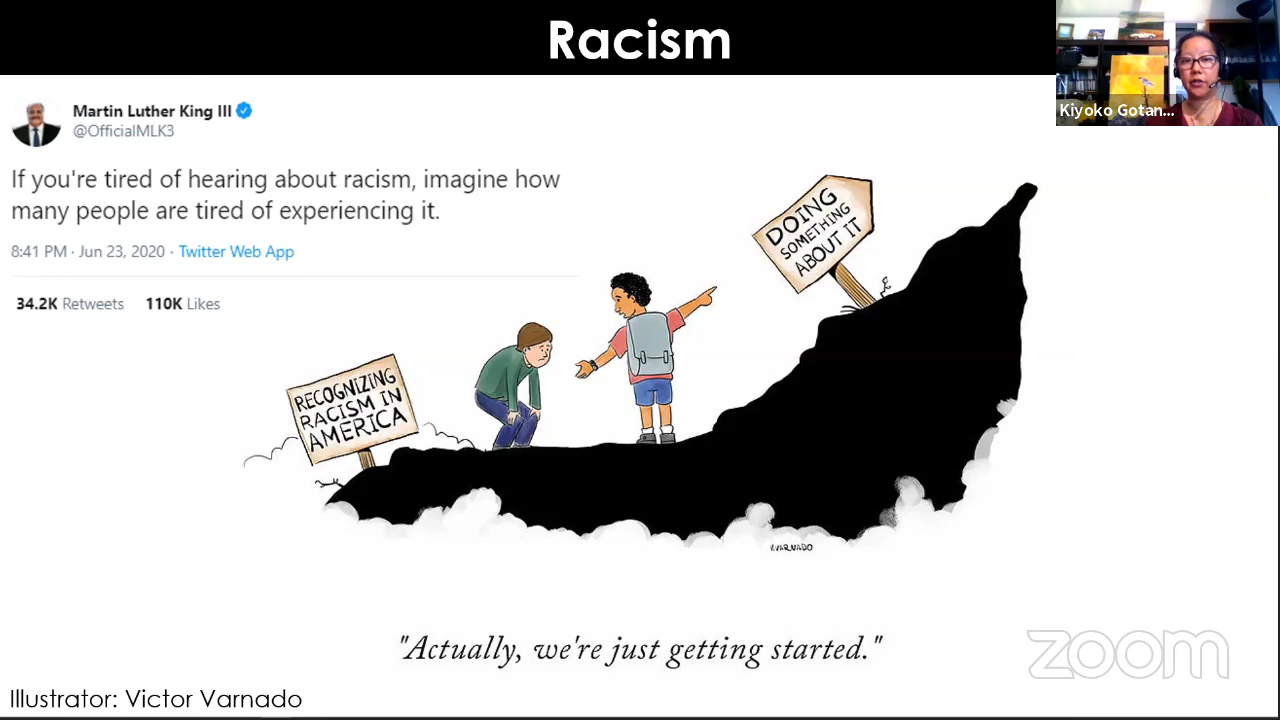 Racism
Kiyoko Gotan...
Martin Luther King III
@OfficialMLK3
If you're tired of hearing about racism, imagine how
many people are tired of experiencing it.
8:41 PM · Jun 23, 2020 · Twitter Web App
34.2K Retweets 110K Likes
DOING
SOMETHING
ABOUT IT
RECOGNIZING
RACISM IN
AMERICA
V.VARNADO
"Actually, we're just getting started."
zoom
Illustrator: Victor Varnado